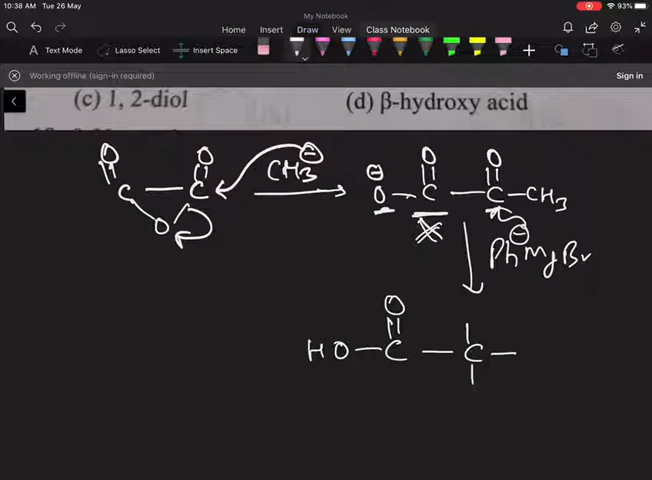 10:38 AM Tue 26 May
93%
My Notebook
Home Insert Draw View Class Notebook
Text Mode Lasso Select Insert Space
Working offline (sign-in required) Sign in
(c) 1, 2-diol (d) β-hydroxy acid
O O CH3 ⊖ ⊖ O O
C — C O — C — C — CH3
O ⊖
PhMgBr
O
HO — C — C —